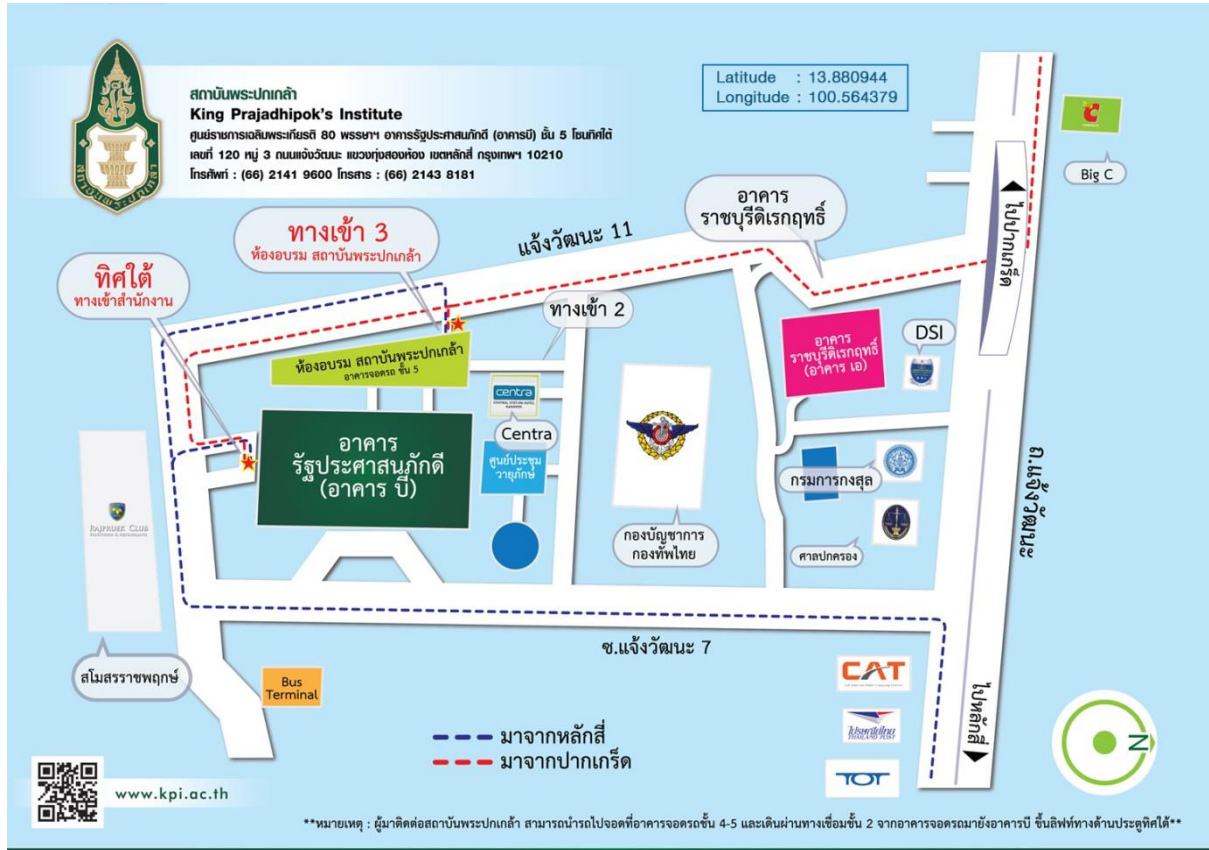 สถาบันพระปกเกล้า
King Prajadhipok's Institute
ศูนย์ราชการเฉลิมพระเกียรติ 80 พรรษาฯ อาคารรัฐประศาสนภักดี (อาคารบี) ชั้น 5 โซนทิศใต้
เลขที่ 120 หมู่ 3 ถนนแจ้งวัฒนะ แขวงทุ่งสองห้อง เขตหลักสี่ กรุงเทพฯ 10210
โทรศัพท์ : (66) 2141 9600 โทรสาร : (66) 2143 8181
สถาบันพระปกเกล้า
Latitude : 13.880944
Longitude : 100.564379
Big C
ไปปากเกร็ด
อาคาร
ราชบุรีดิเรกฤทธิ์
แจ้งวัฒนะ 11
ทางเข้า 3
ห้องอบรม สถาบันพระปกเกล้า
ทิศใต้
ทางเข้าสำนักงาน
ทางเข้า 2
ห้องอบรม สถาบันพระปกเกล้า
อาคารจอดรถ ชั้น 5
อาคาร
ราชบุรีดิเรกฤทธิ์
(อาคาร เอ)
DSI
centra
Centra
อาคาร
รัฐประศาสนภักดี
(อาคาร บี)
ศูนย์ประชุม
วายุภักษ์
กรมการกงสุล
ถ.แจ้งวัฒนะ
RAJPRUEK CLUB
กองบัญชาการ
กองทัพไทย
ศาลปกครอง
ซ.แจ้งวัฒนะ 7
สโมสรราชพฤกษ์
Bus
Terminal
CAT
ไปรษณีย์ไทย
THAILAND POST
TOT
ไปหลักสี่
N
มาจากหลักสี่
มาจากปากเกร็ด
www.kpi.ac.th
**หมายเหตุ : ผู้มาติดต่อสถาบันพระปกเกล้า สามารถนำรถไปจอดที่อาคารจอดรถชั้น 4-5 และเดินผ่านทางเชื่อมชั้น 2 จากอาคารจอดรถมายังอาคารบี ขึ้นลิฟท์ทางด้านประตูทิศใต้**